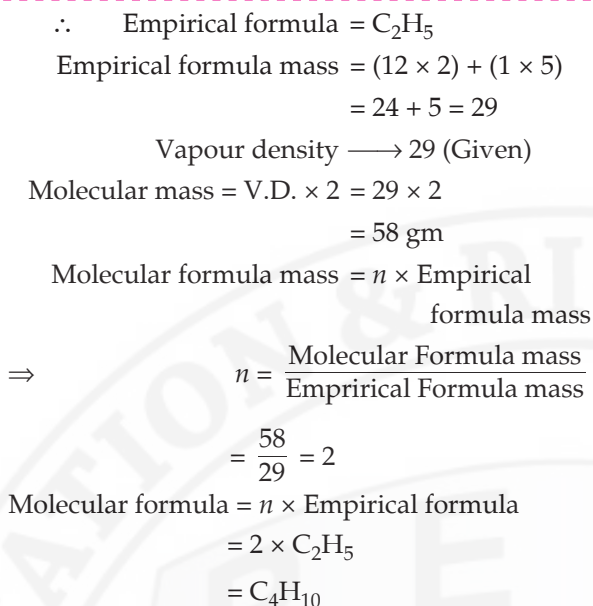 ∴ Empirical formula = C₂H₅
Empirical formula mass = (12 × 2) + (1 × 5)
= 24 + 5 = 29
Vapour density ⟶ 29 (Given)
Molecular mass = V.D. × 2 = 29 × 2
= 58 gm
Molecular formula mass = n × Empirical
formula mass
⇒ n = Molecular Formula mass / Emprirical Formula mass
= 58 / 29 = 2
Molecular formula = n × Empirical formula
= 2 × C₂H₅
= C₄H₁₀